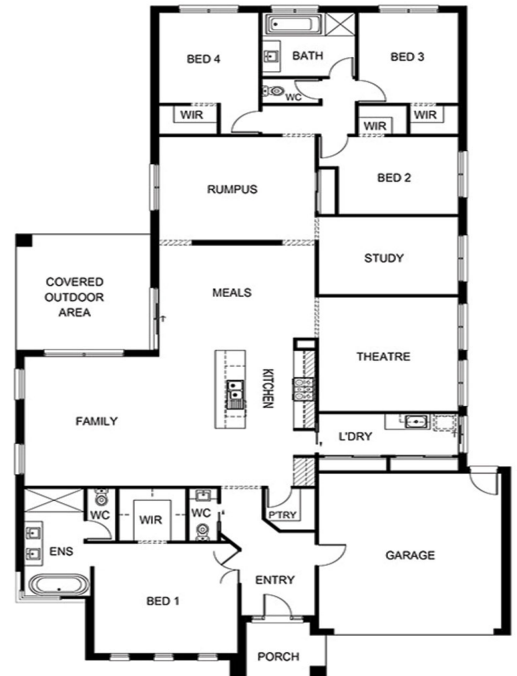 BED 4
BATH
BED 3
WC
WIR
WIR
WIR
BED 2
RUMPUS
STUDY
COVERED
OUTDOOR
AREA
MEALS
THEATRE
KITCHEN
FAMILY
L'DRY
WC
WIR
WC
P'TRY
ENS
GARAGE
ENTRY
BED 1
PORCH